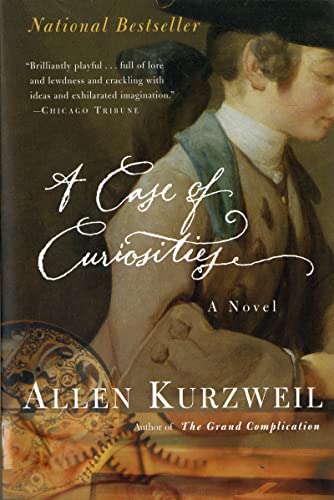 National Bestseller
"Brilliantly playful . . . full of lore
and lewdness and crackling with
ideas and exhilarated imagination."
—Chicago Tribune
A Case of
Curiosities
A Novel
Allen Kurzweil
Author of The Grand Complication